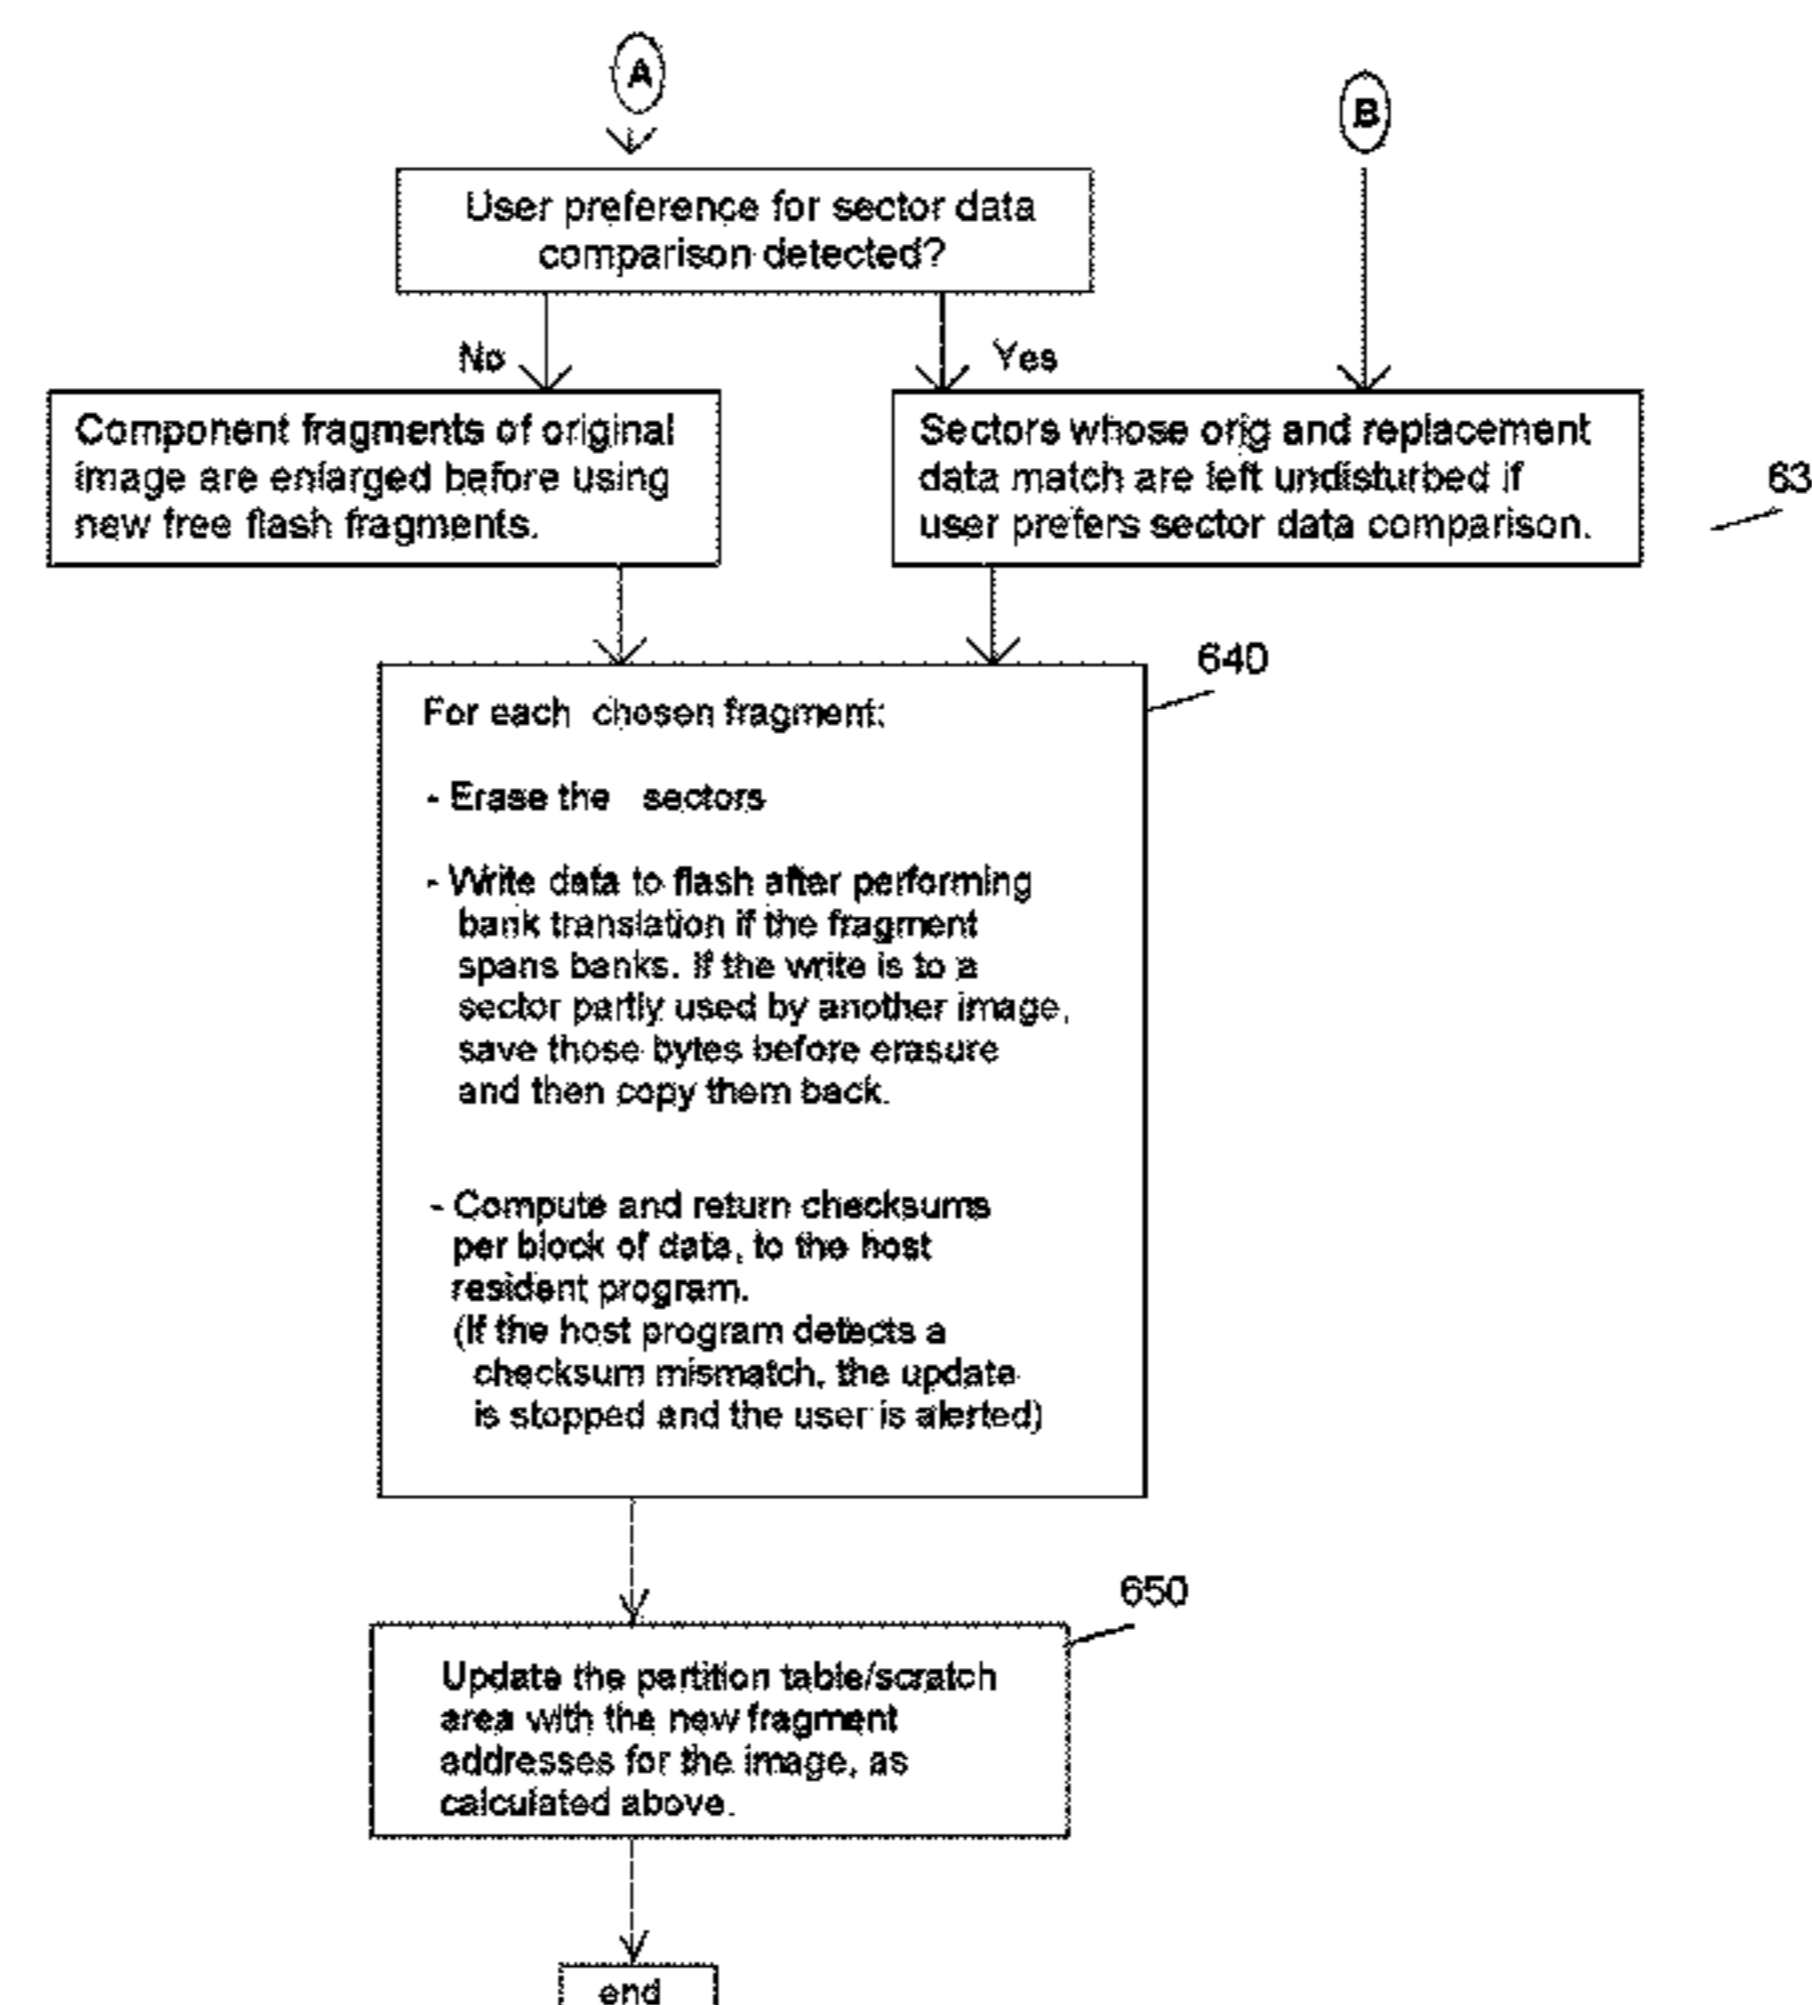 A
B
User preference for sector data
comparison detected?
No
Yes
Component fragments of original
image are enlarged before using
new free flash fragments.
Sectors whose orig and replacement
data match are left undisturbed if
user prefers sector data comparison.
63
640
For each chosen fragment:
- Erase the sectors
- Write data to flash after performing
bank translation if the fragment
spans banks. If the write is to a
sector partly used by another image,
save those bytes before erasure
and then copy them back.
- Compute and return checksums
per block of data, to the host
resident program.
(If the host program detects a
checksum mismatch, the update
is stopped and the user is alerted)
650
Update the partition table/scratch
area with the new fragment
addresses for the image, as
calculated above.
end